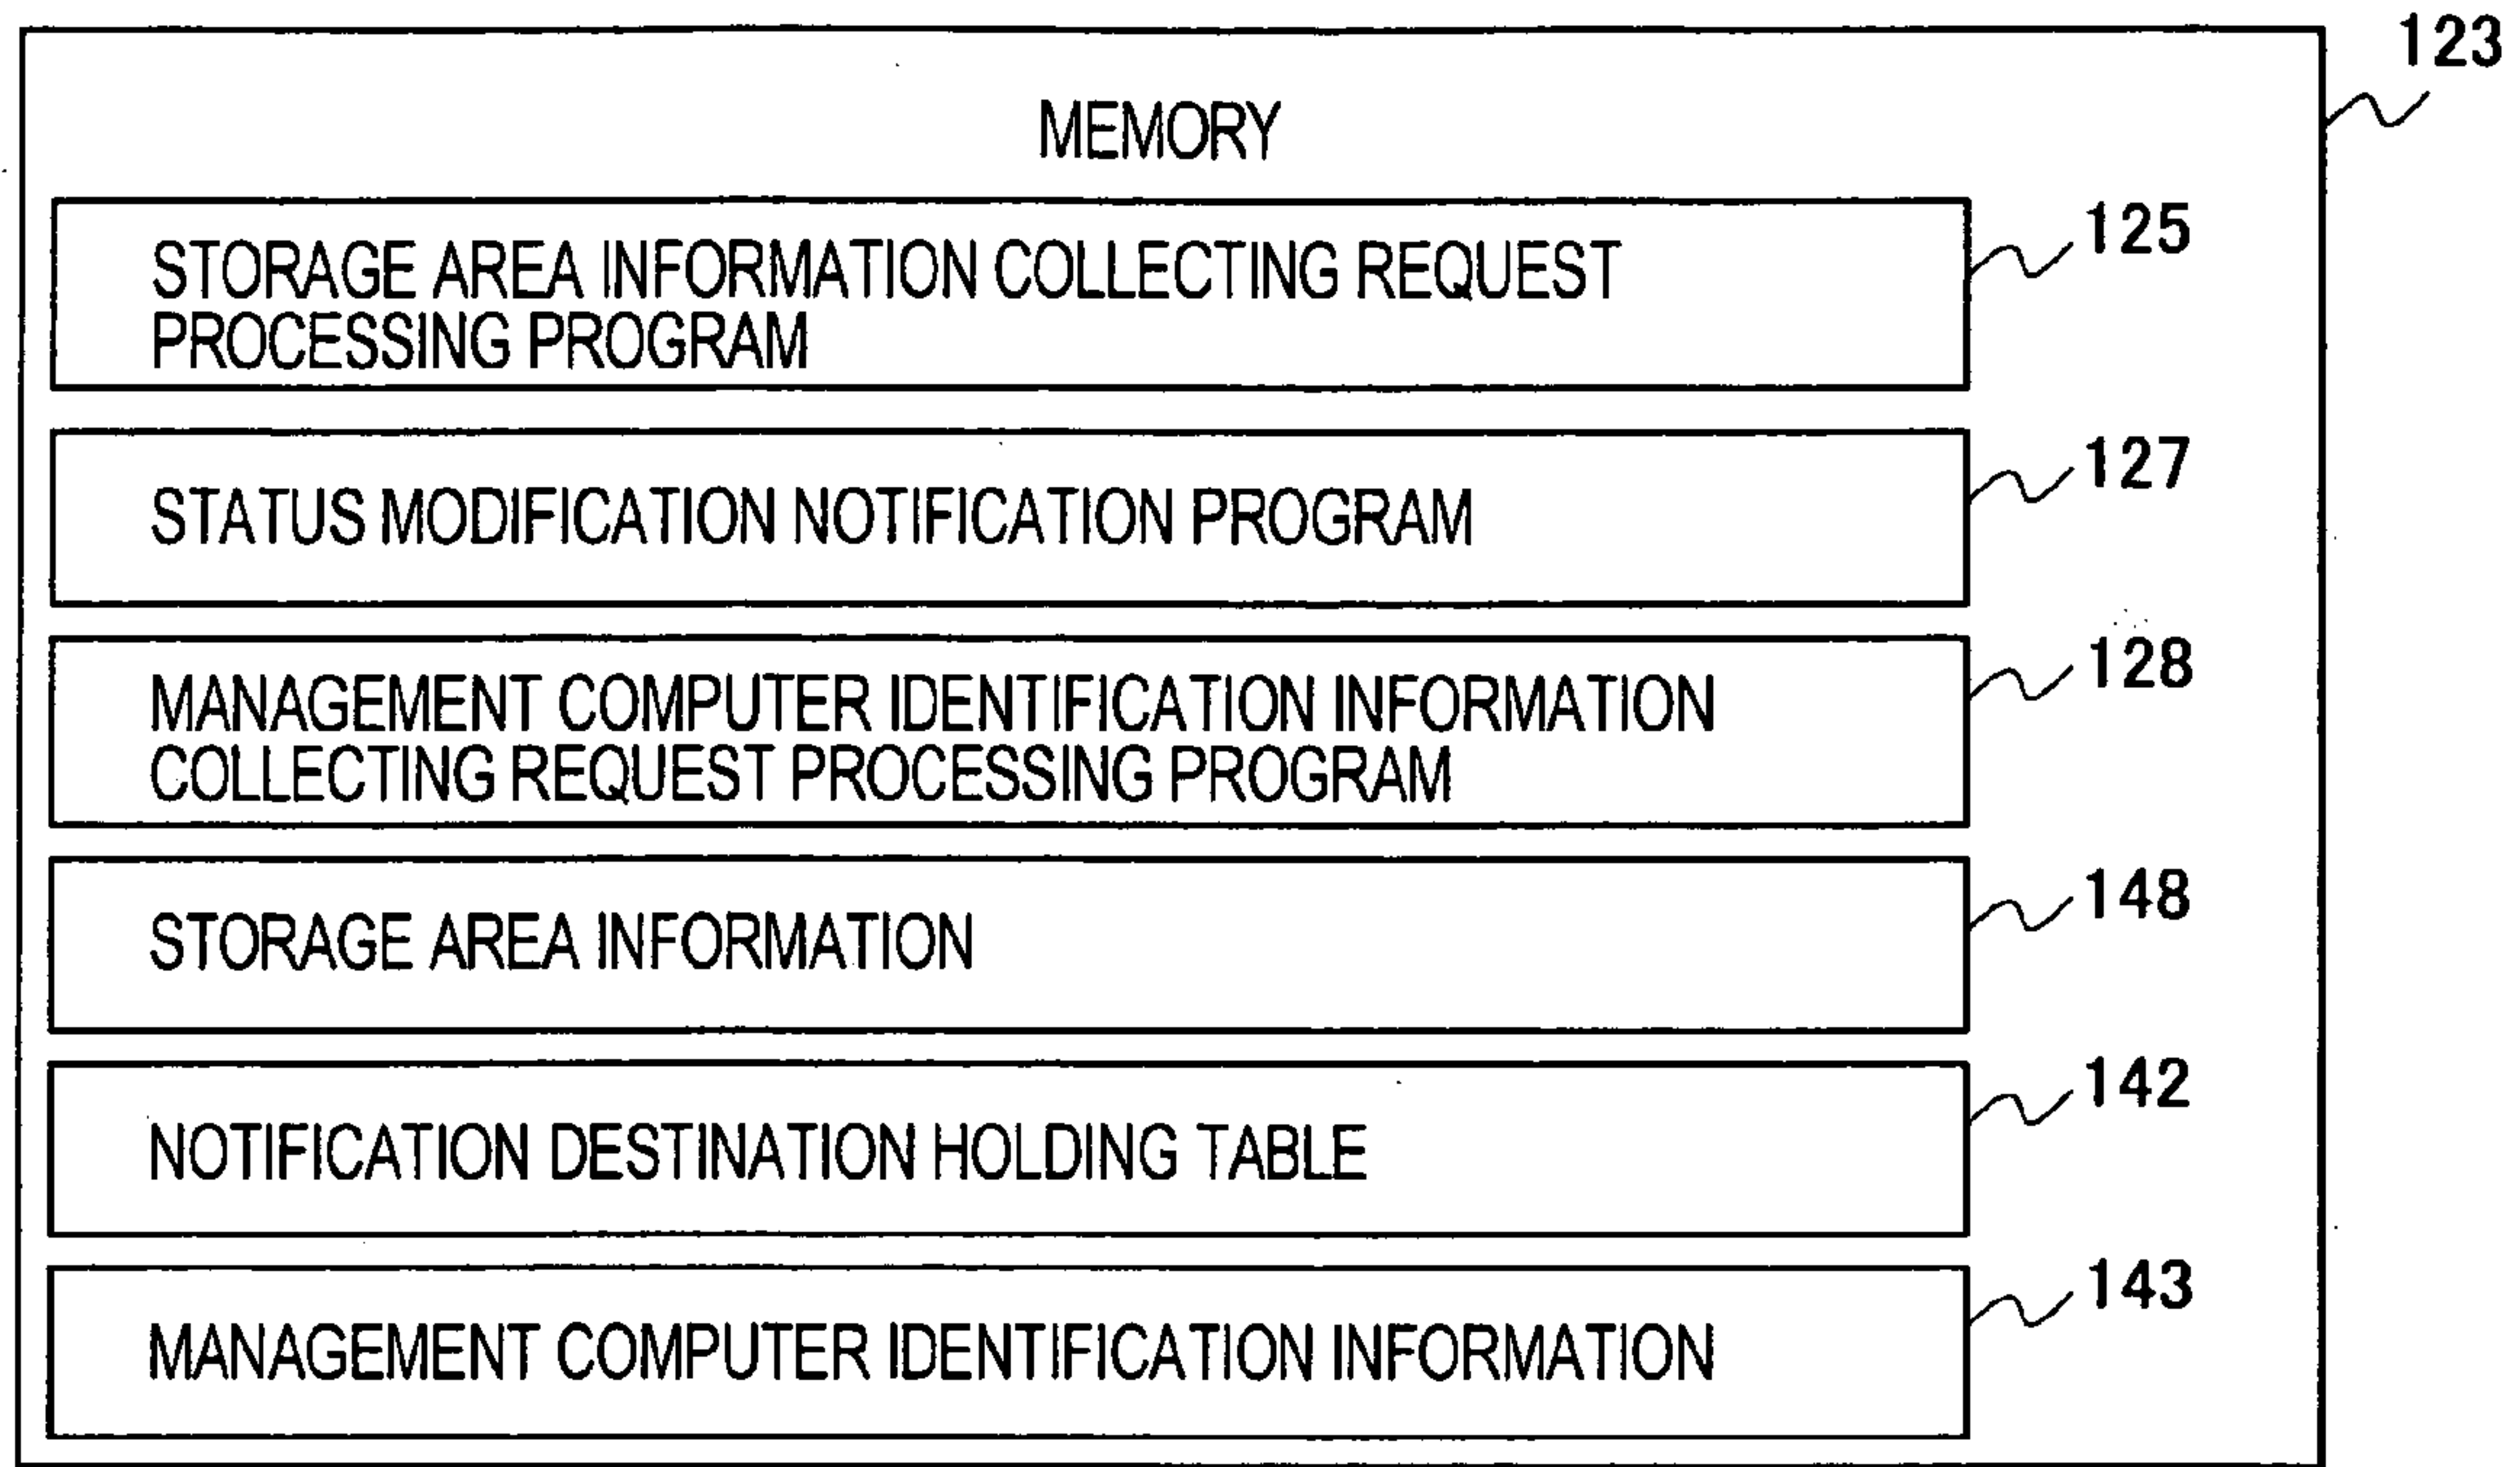 123
MEMORY
STORAGE AREA INFORMATION COLLECTING REQUEST
PROCESSING PROGRAM
125
STATUS MODIFICATION NOTIFICATION PROGRAM
127
MANAGEMENT COMPUTER IDENTIFICATION INFORMATION
COLLECTING REQUEST PROCESSING PROGRAM
128
STORAGE AREA INFORMATION
148
NOTIFICATION DESTINATION HOLDING TABLE
142
MANAGEMENT COMPUTER IDENTIFICATION INFORMATION
143